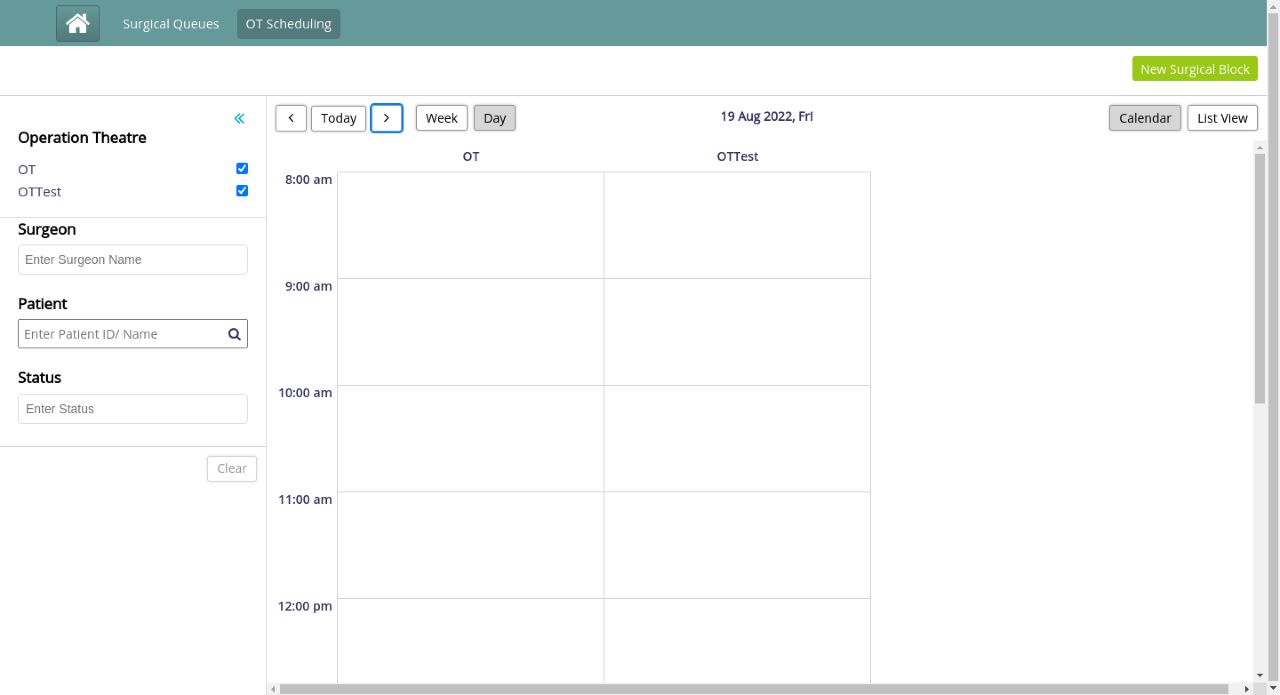 Surgical Queues
OT Scheduling
New Surgical Block
Operation Theatre
OT
OTTest
Surgeon
Enter Surgeon Name
Patient
Enter Patient ID/ Name
Status
Enter Status
Clear
Today
Week
Day
19 Aug 2022, Fri
Calendar
List View
OT
OTTest
8:00 am
9:00 am
10:00 am
11:00 am
12:00 pm